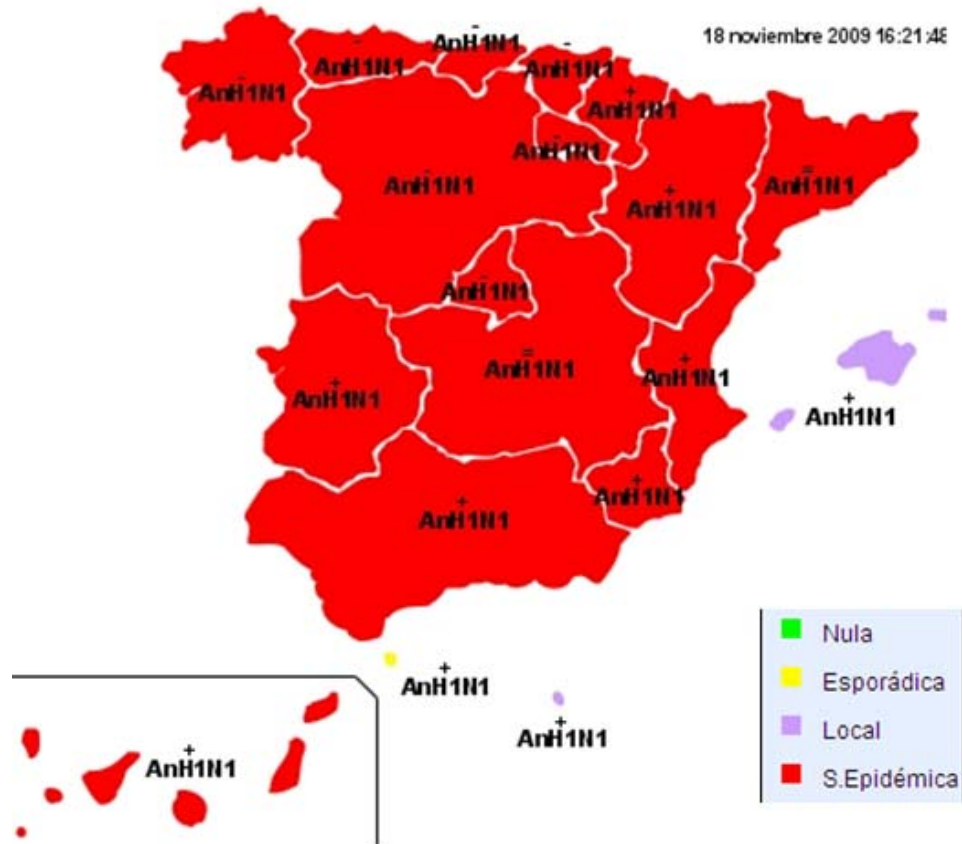 18 noviembre 2009 16:21:48
-
AnH1N1
-
AnH1N1
-
AnH1N1
-
AnH1N1
+
AnH1N1
-
AnH1N1
-
AnH1N1
+
AnH1N1
=
AnH1N1
-
AnH1N1
=
AnH1N1
+
AnH1N1
+
AnH1N1
+
AnH1N1
+
AnH1N1
+
AnH1N1
+
AnH1N1
+
AnH1N1
+
AnH1N1
Nula
Esporádica
Local
S.Epidémica